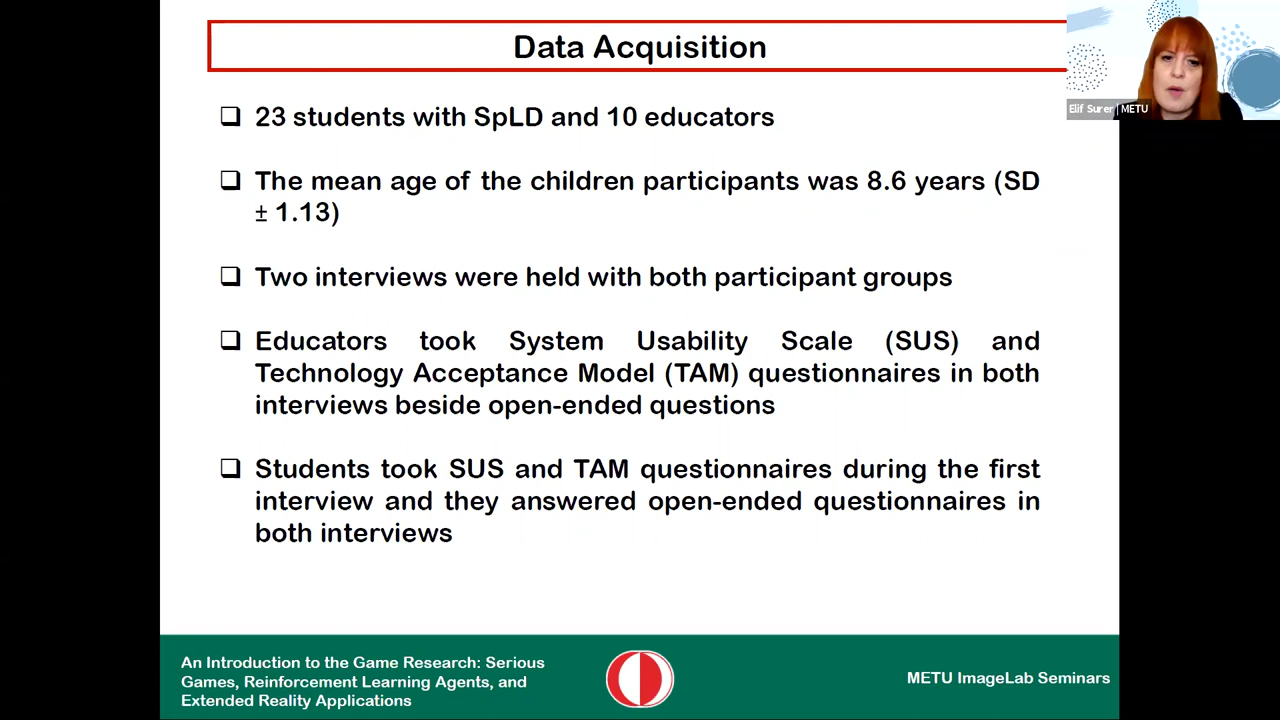 Data Acquisition
Elif Surer | METU
❑ 23 students with SpLD and 10 educators
❑ The mean age of the children participants was 8.6 years (SD
± 1.13)
❑ Two interviews were held with both participant groups
❑ Educators took System Usability Scale (SUS) and
Technology Acceptance Model (TAM) questionnaires in both
interviews beside open-ended questions
❑ Students took SUS and TAM questionnaires during the first
interview and they answered open-ended questionnaires in
both interviews
An Introduction to the Game Research: Serious
Games, Reinforcement Learning Agents, and
Extended Reality Applications
METU ImageLab Seminars